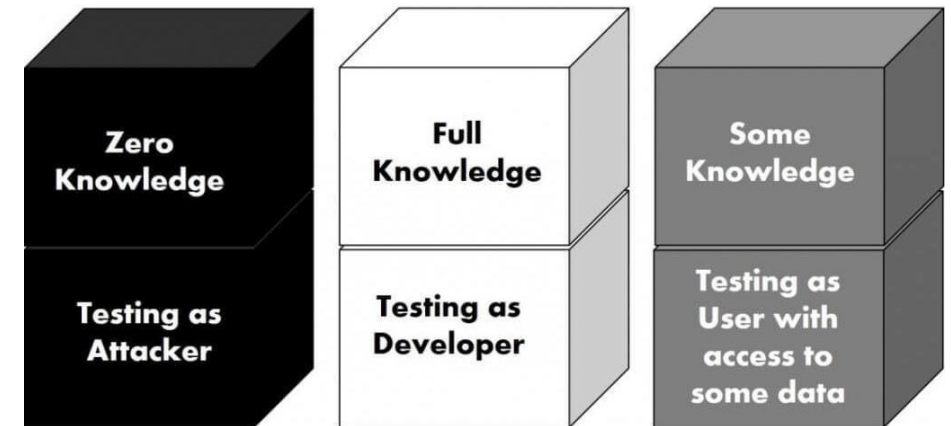 Zero
Knowledge
Testing as
Attacker
Full
Knowledge
Testing as
Developer
Some
Knowledge
Testing as
User with
access to
some data